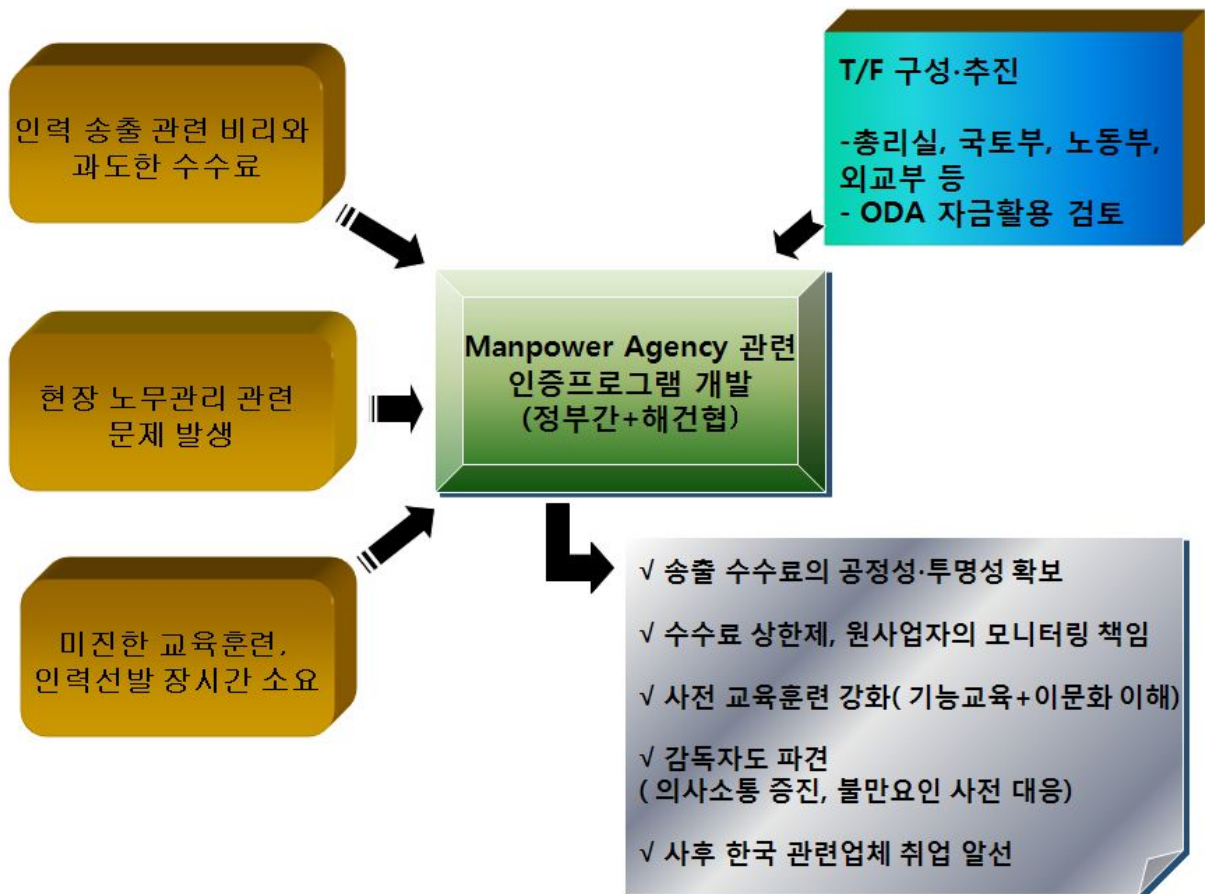 인력 송출 관련 비리와
과도한 수수료
T/F 구성·추진
-총리실, 국토부, 노동부,
외교부 등
- ODA 자금활용 검토
현장 노무관리 관련
문제 발생
Manpower Agency 관련
인증프로그램 개발
(정부간+해건협)
미진한 교육훈련,
인력선발 장시간 소요
√ 송출 수수료의 공정성·투명성 확보
√ 수수료 상한제, 원사업자의 모니터링 책임
√ 사전 교육훈련 강화( 기능교육+이문화 이해)
√ 감독자도 파견
( 의사소통 증진, 불만요인 사전 대응)
√ 사후 한국 관련업체 취업 알선